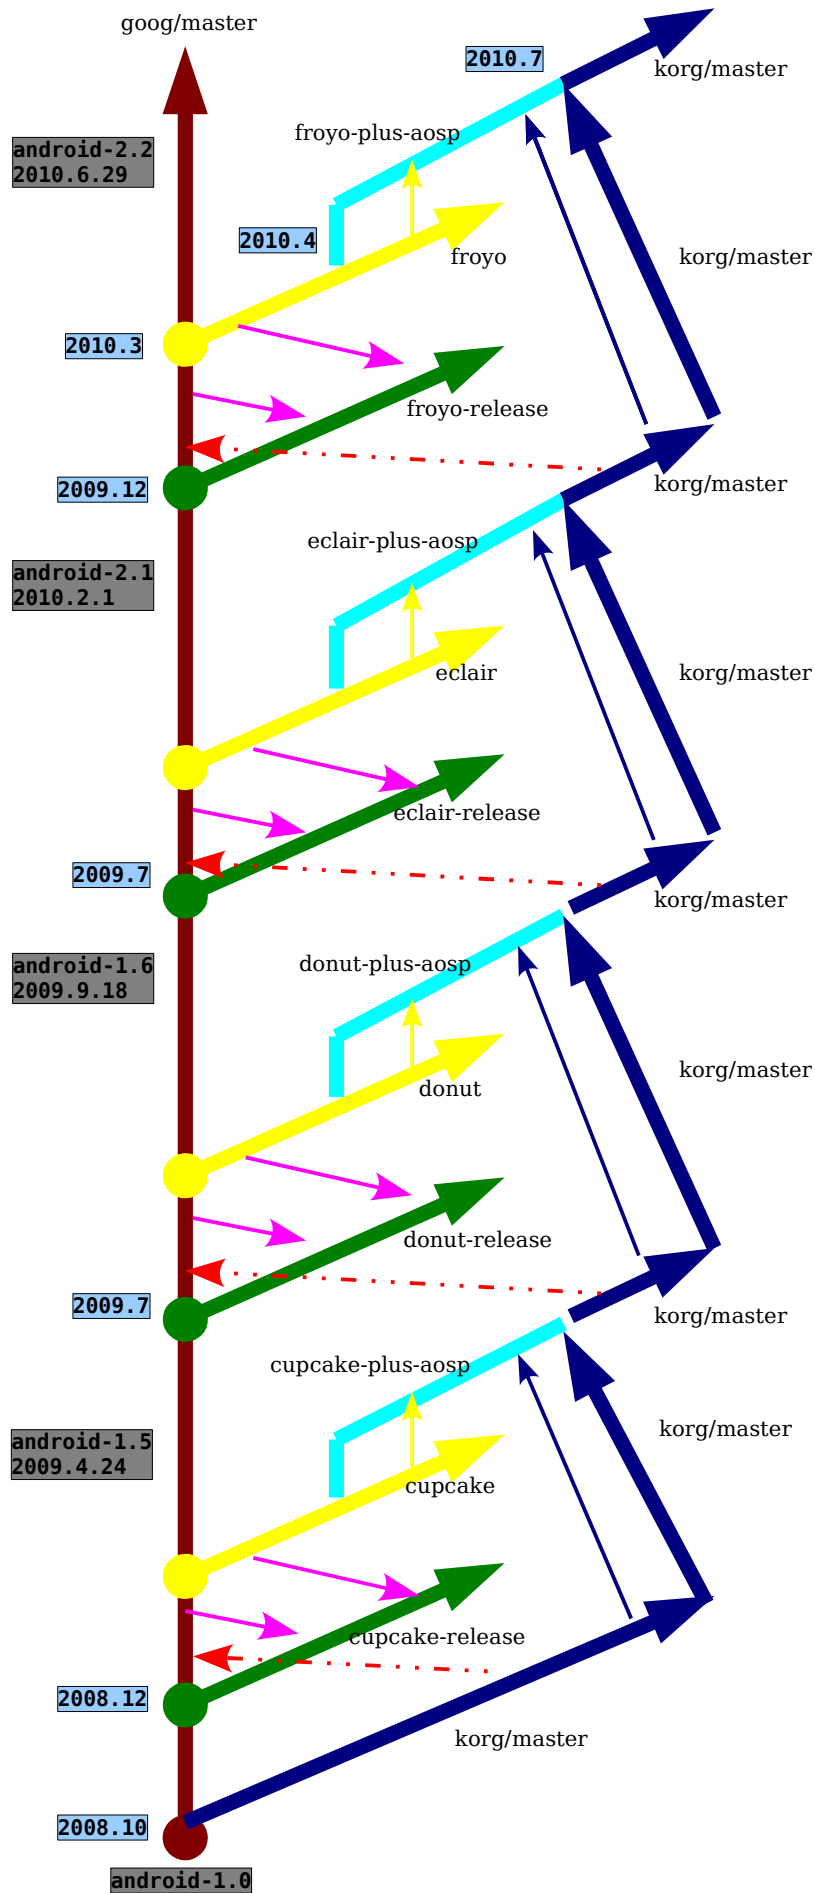 goog/master
2010.7
korg/master
froyo-plus-aosp
android-2.2
2010.6.29
2010.4
froyo
korg/master
2010.3
froyo-release
korg/master
2009.12
eclair-plus-aosp
android-2.1
2010.2.1
eclair
korg/master
eclair-release
2009.7
korg/master
donut-plus-aosp
android-1.6
2009.9.18
korg/master
donut
donut-release
2009.7
korg/master
cupcake-plus-aosp
korg/master
android-1.5
2009.4.24
cupcake
cupcake-release
2008.12
korg/master
2008.10
android-1.0